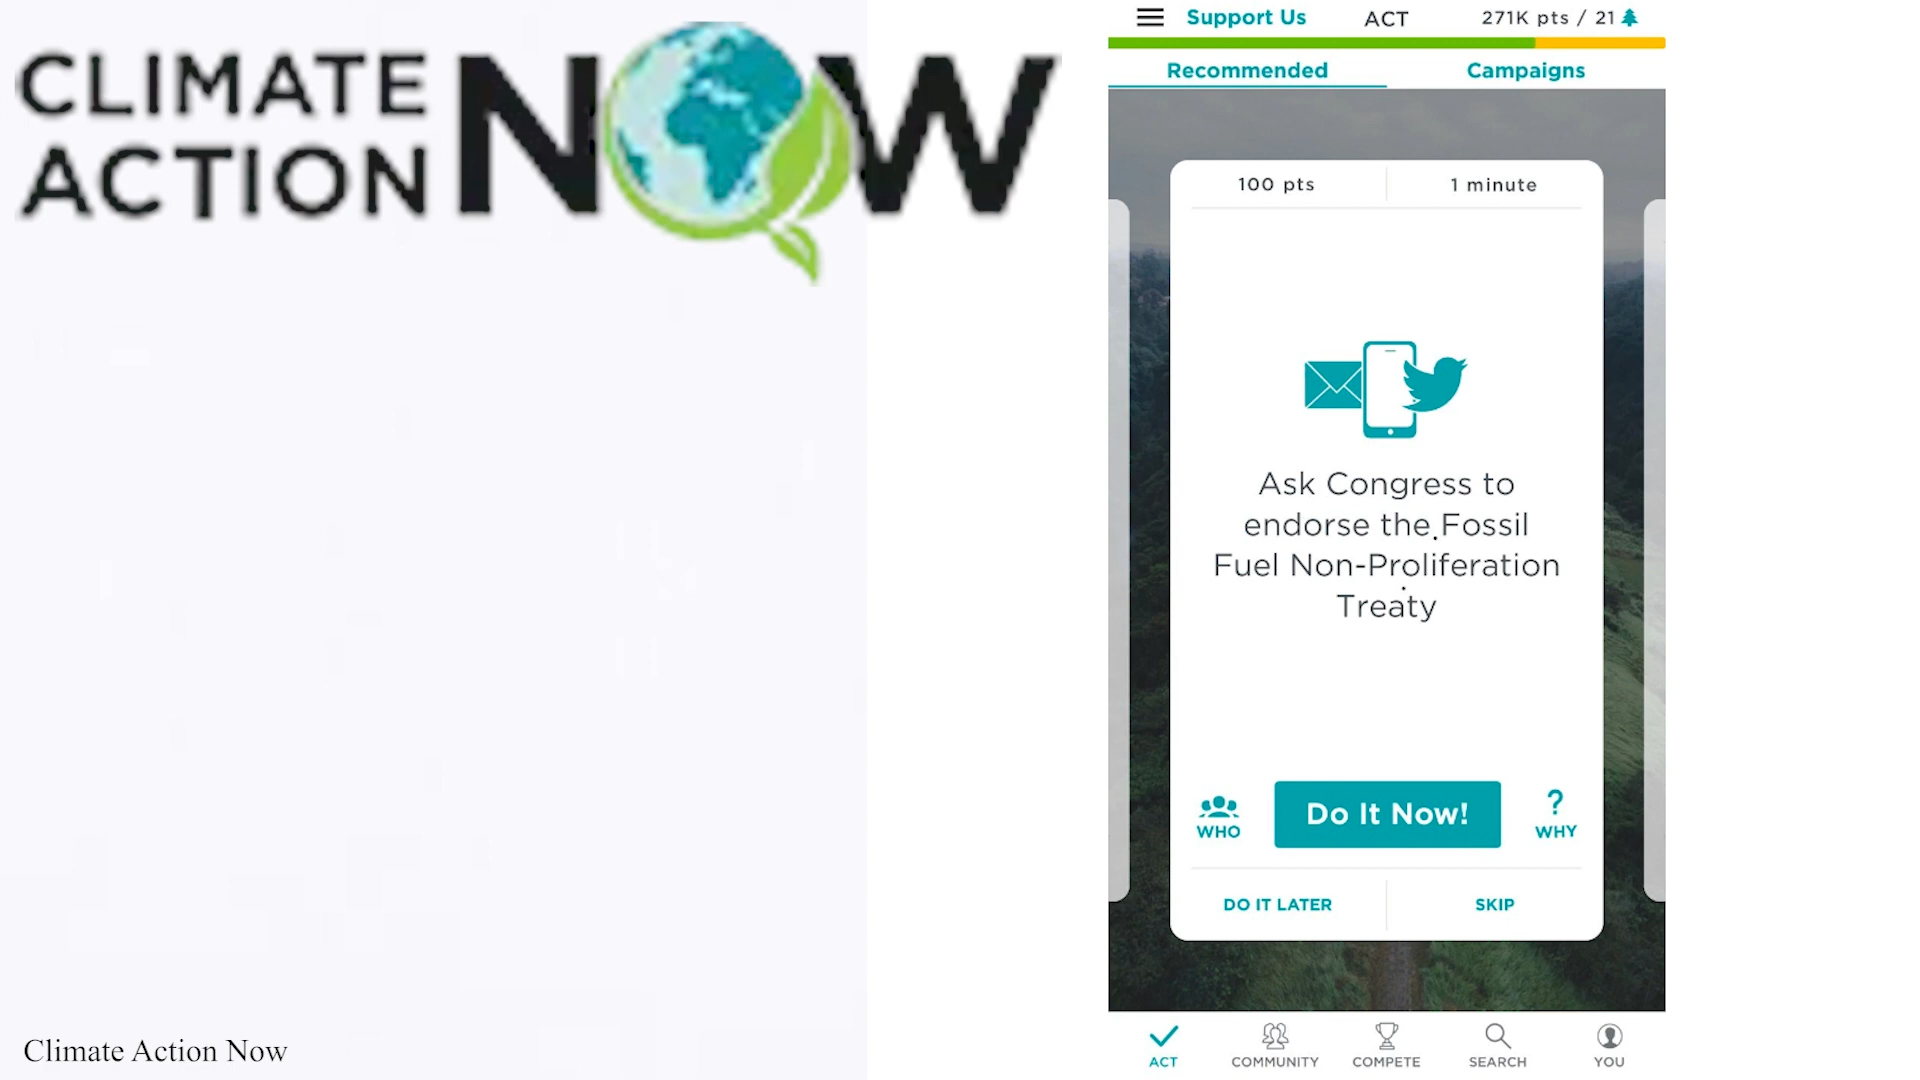 CLIMATE
ACTION NOW
Climate Action Now
Support Us ACT 271K pts / 21
Recommended Campaigns
100 pts 1 minute
Ask Congress to
endorse the Fossil
Fuel Non-Proliferation
Treaty
WHO Do It Now! ? WHY
DO IT LATER SKIP
ACT COMMUNITY COMPETE SEARCH YOU